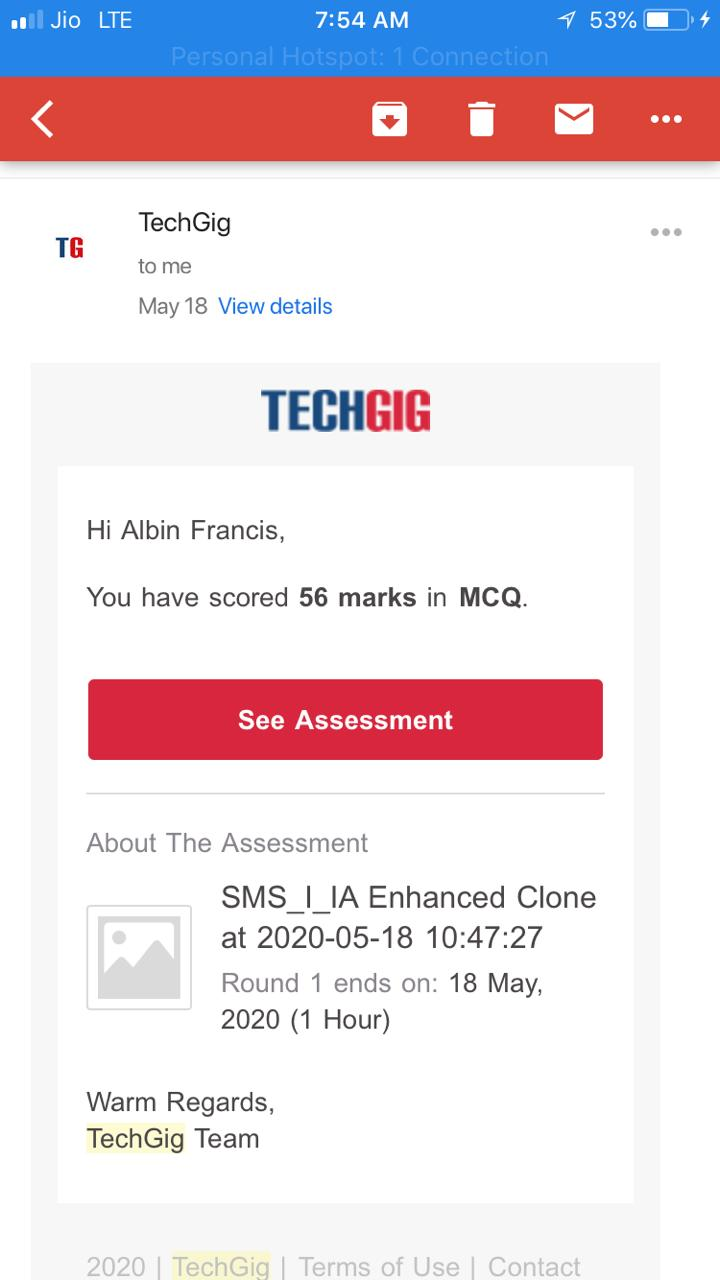 Jio LTE 7:54 AM 53%
Personal Hotspot: 1 Connection
TechGig
TG
to me
May 18 View details
TECHGIG
Hi Albin Francis,
You have scored 56 marks in MCQ.
See Assessment
About The Assessment
SMS_I_IA Enhanced Clone
at 2020-05-18 10:47:27
Round 1 ends on: 18 May,
2020 (1 Hour)
Warm Regards,
TechGig Team
2020 | TechGig | Terms of Use | Contact